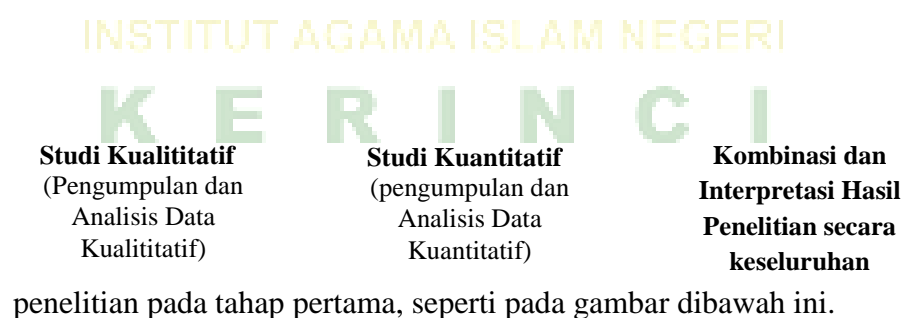 INSTITUT AGAMA ISLAM NEGERI
KERINCI
Studi Kualititatif
(Pengumpulan dan
Analisis Data
Kualititatif)
Studi Kuantitatif
(pengumpulan dan
Analisis Data
Kuantitatif)
Kombinasi dan
Interpretasi Hasil
Penelitian secara
keseluruhan
penelitian pada tahap pertama, seperti pada gambar dibawah ini.